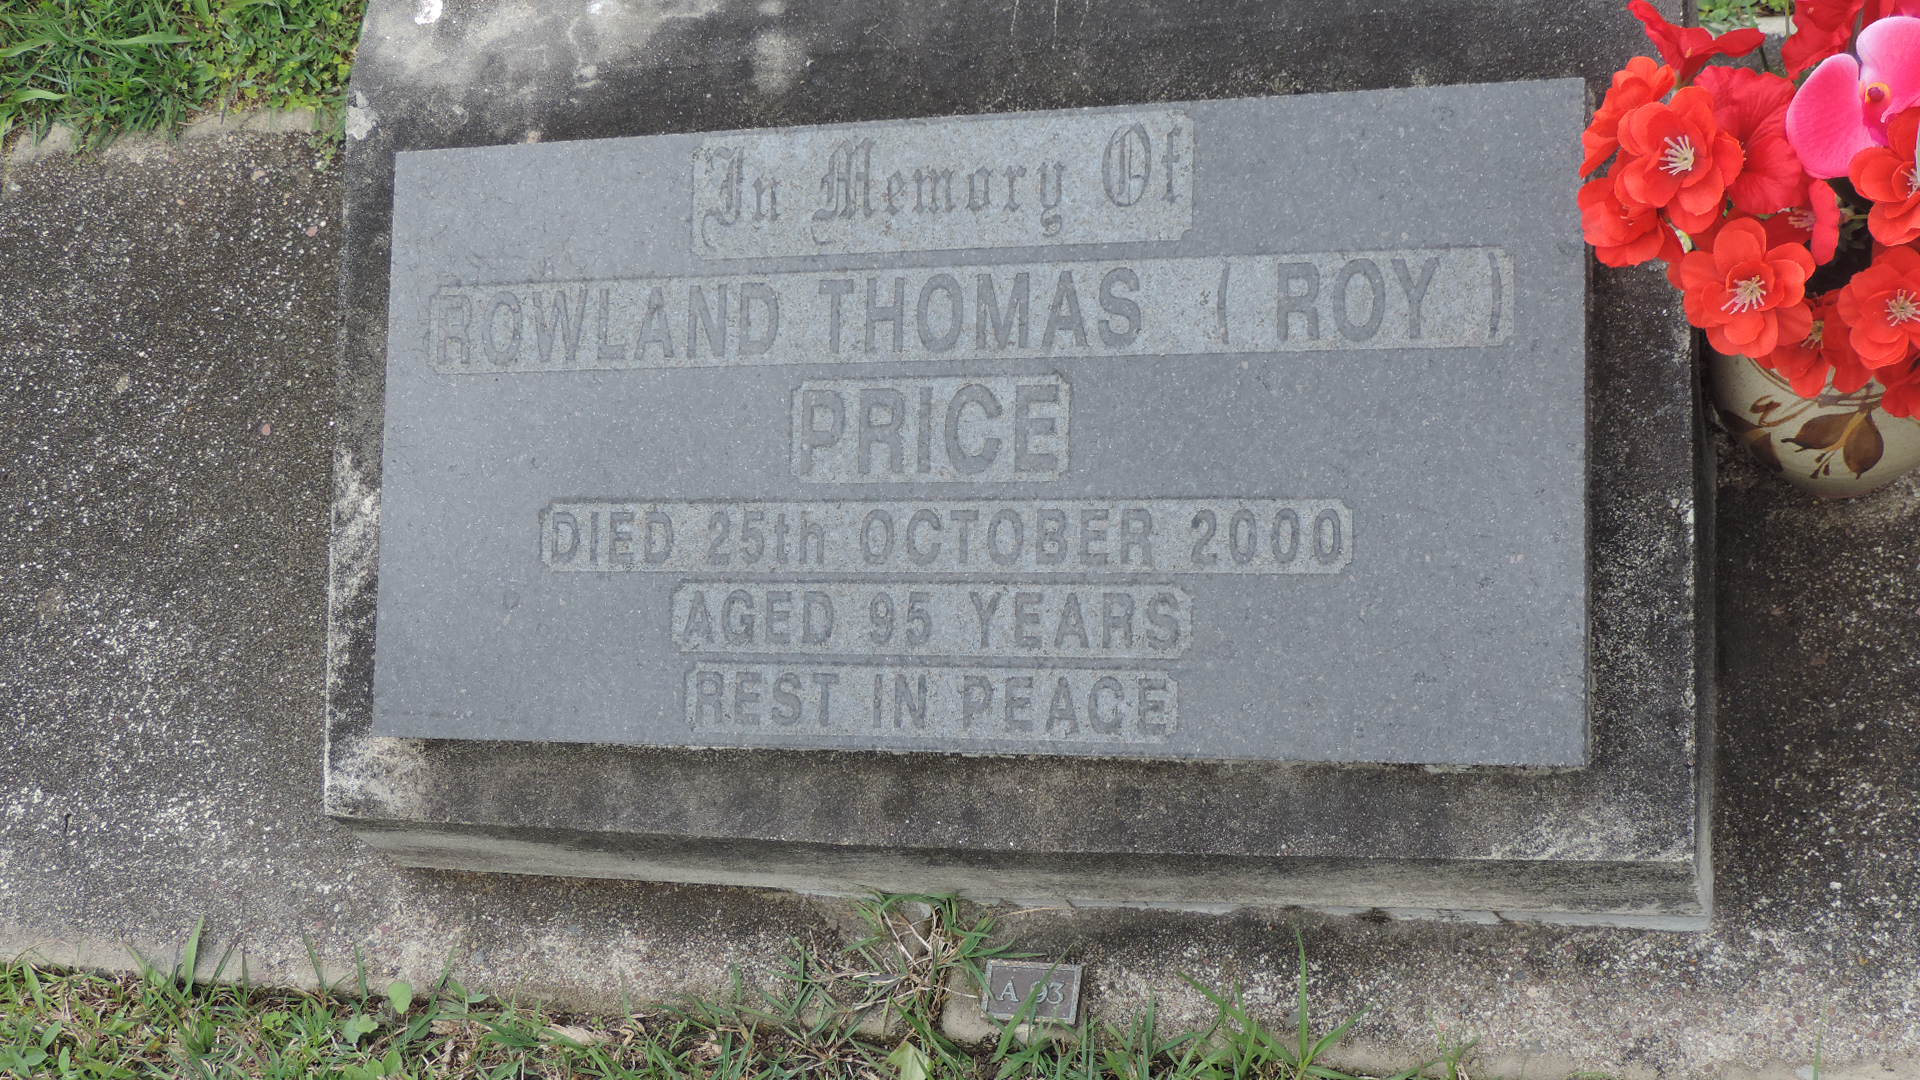 In Memory Of
ROWLAND THOMAS ( ROY )
PRICE
DIED 25th OCTOBER 2000
AGED 95 YEARS
REST IN PEACE
A 93